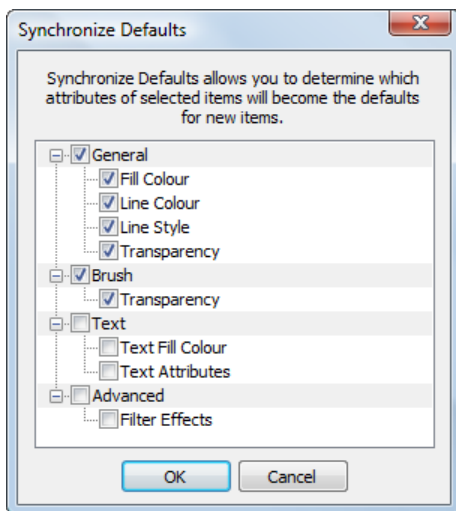 Synchronize Defaults
Synchronize Defaults allows you to determine which
attributes of selected items will become the defaults
for new items.
General
Fill Colour
Line Colour
Line Style
Transparency
Brush
Transparency
Text
Text Fill Colour
Text Attributes
Advanced
Filter Effects
OK Cancel